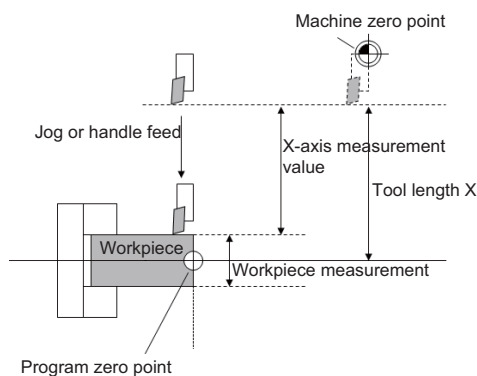 Machine zero point
Jog or handle feed
X-axis measurement
value
Tool length X
Workpiece
Workpiece measurement
Program zero point